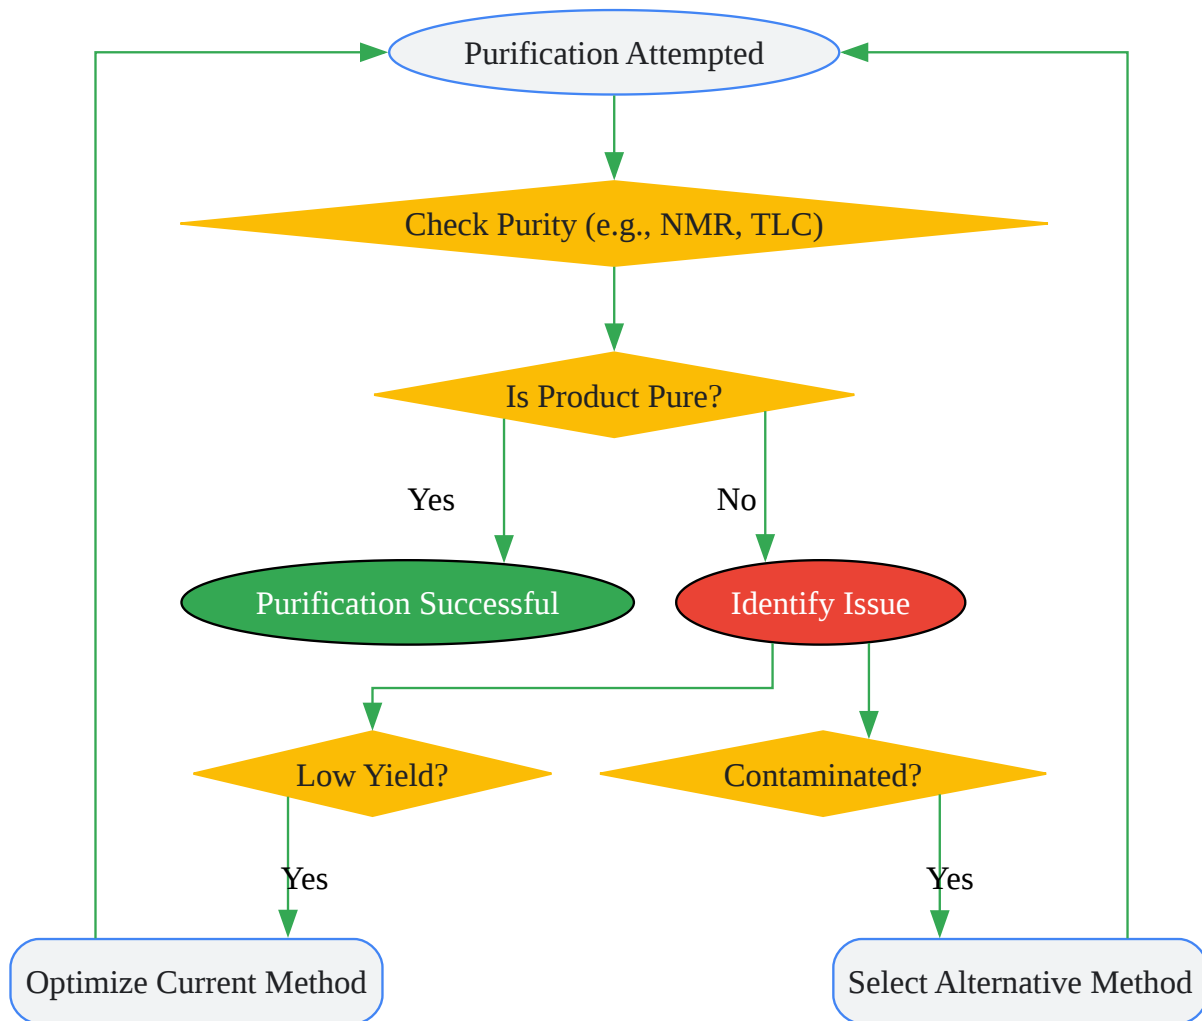 Purification Attempted
Check Purity (e.g., NMR, TLC)
Is Product Pure?
Yes
No
Purification Successful
Identify Issue
Low Yield?
Contaminated?
Yes
Yes
Optimize Current Method
Select Alternative Method